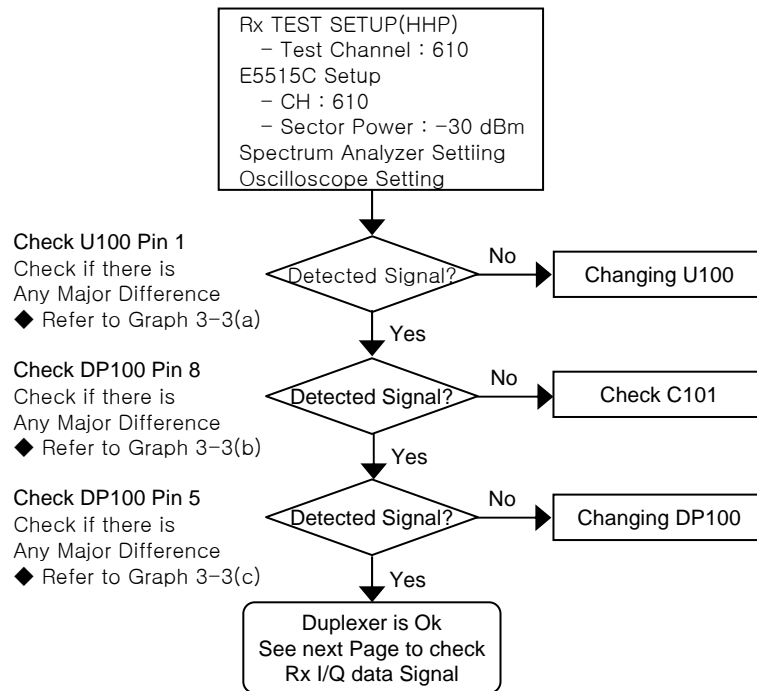 Rx TEST SETUP(HHP)
– Test Channel : 610
E5515C Setup
– CH : 610
– Sector Power : –30 dBm
Spectrum Analyzer Settiing
Oscilloscope Setting
Check U100 Pin 1
Check if there is
Any Major Difference
◆ Refer to Graph 3–3(a)
Detected Signal?
No
Changing U100
Yes
Check DP100 Pin 8
Check if there is
Any Major Difference
◆ Refer to Graph 3–3(b)
Detected Signal?
No
Check C101
Yes
Check DP100 Pin 5
Check if there is
Any Major Difference
◆ Refer to Graph 3–3(c)
Detected Signal?
No
Changing DP100
Yes
Duplexer is Ok
See next Page to check
Rx I/Q data Signal